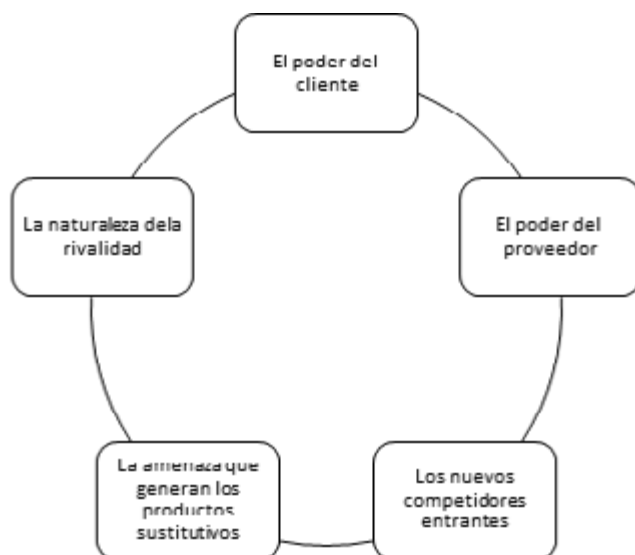 El poder del
cliente
El poder del
proveedor
Los nuevos
competidores
entrantes
La amenaza que
generan los
productos
sustitutivos
La naturaleza dela
rivalidad